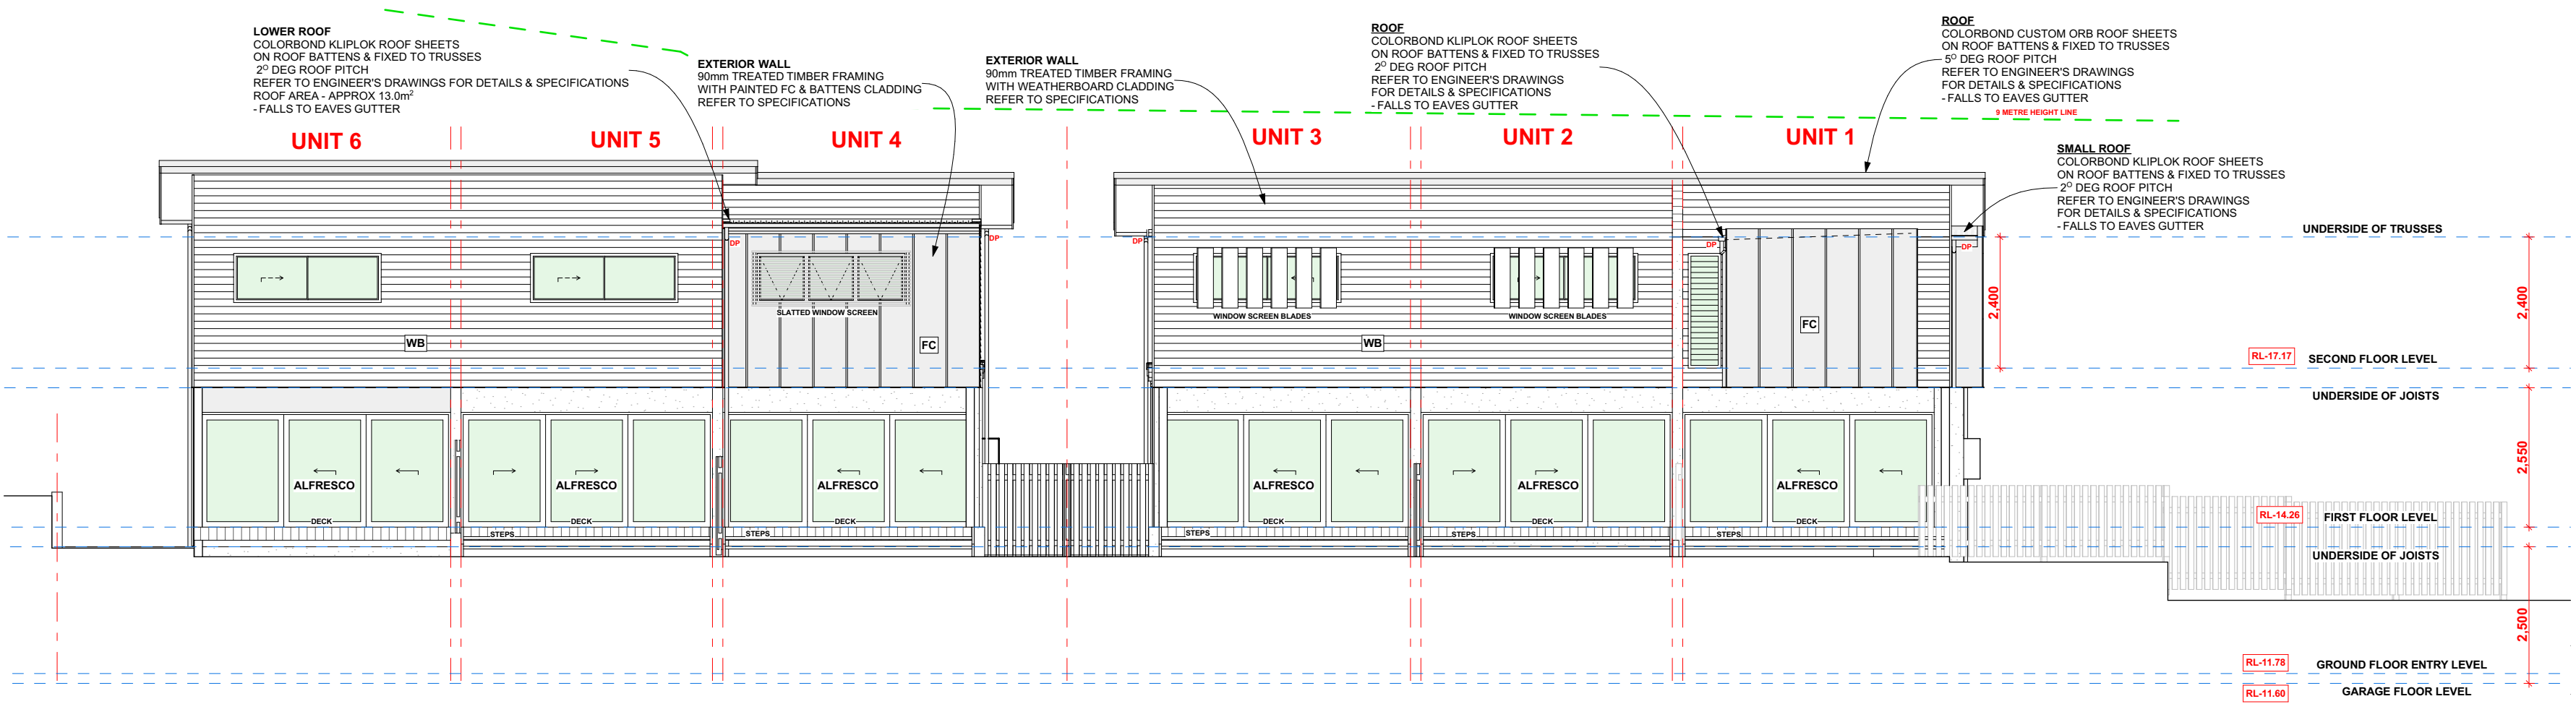 LOWER ROOF
COLORBOND KLIPLOK ROOF SHEETS
ON ROOF BATTENS & FIXED TO TRUSSES
2º DEG ROOF PITCH
REFER TO ENGINEER'S DRAWINGS FOR DETAILS & SPECIFICATIONS
ROOF AREA - APPROX 13.0m²
- FALLS TO EAVES GUTTER
EXTERIOR WALL
90mm TREATED TIMBER FRAMING
WITH PAINTED FC & BATTENS CLADDING
REFER TO SPECIFICATIONS
EXTERIOR WALL
90mm TREATED TIMBER FRAMING
WITH WEATHERBOARD CLADDING
REFER TO SPECIFICATIONS
ROOF
COLORBOND KLIPLOK ROOF SHEETS
ON ROOF BATTENS & FIXED TO TRUSSES
2º DEG ROOF PITCH
REFER TO ENGINEER'S DRAWINGS
FOR DETAILS & SPECIFICATIONS
- FALLS TO EAVES GUTTER
ROOF
COLORBOND CUSTOM ORB ROOF SHEETS
ON ROOF BATTENS & FIXED TO TRUSSES
5º DEG ROOF PITCH
REFER TO ENGINEER'S DRAWINGS
FOR DETAILS & SPECIFICATIONS
- FALLS TO EAVES GUTTER
9 METRE HEIGHT LINE
SMALL ROOF
COLORBOND KLIPLOK ROOF SHEETS
ON ROOF BATTENS & FIXED TO TRUSSES
2º DEG ROOF PITCH
REFER TO ENGINEER'S DRAWINGS
FOR DETAILS & SPECIFICATIONS
- FALLS TO EAVES GUTTER
UNIT 6
UNIT 5
UNIT 4
UNIT 3
UNIT 2
UNIT 1
DP
DP
DP
DP
DP
UNDERSIDE OF TRUSSES
SLATTED WINDOW SCREEN
WINDOW SCREEN BLADES
WINDOW SCREEN BLADES
2,400
2,400
WB
FC
WB
FC
RL-17.17
SECOND FLOOR LEVEL
UNDERSIDE OF JOISTS
2,550
ALFRESCO
ALFRESCO
ALFRESCO
ALFRESCO
ALFRESCO
ALFRESCO
DECK
DECK
DECK
DECK
DECK
DECK
RL-14.26
FIRST FLOOR LEVEL
STEPS
STEPS
STEPS
STEPS
STEPS
UNDERSIDE OF JOISTS
2,500
RL-11.78
GROUND FLOOR ENTRY LEVEL
RL-11.60
GARAGE FLOOR LEVEL